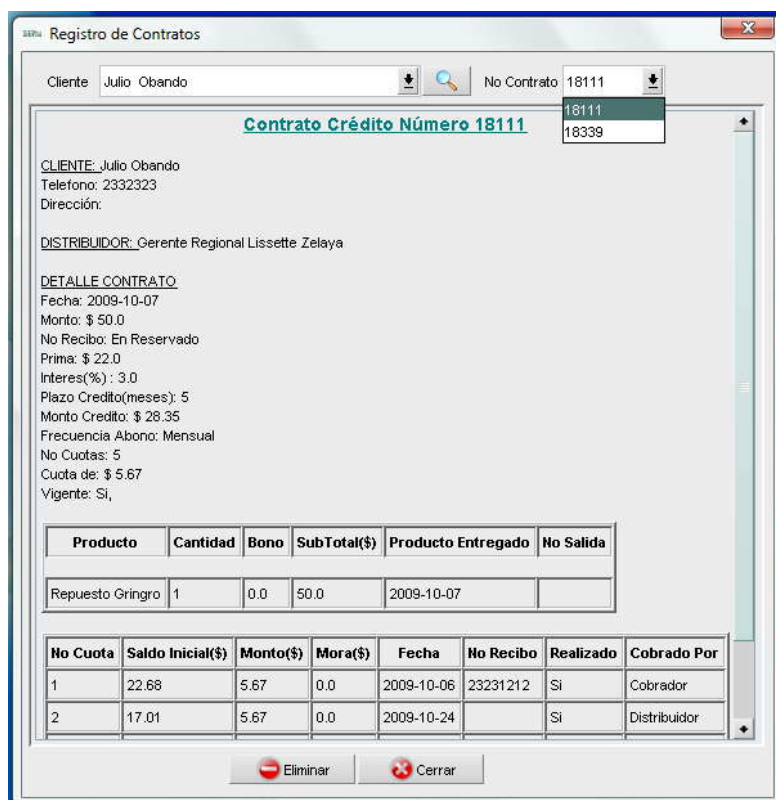 Registro de Contratos
Cliente Julio Obando No Contrato 18111
18111
18339
Contrato Crédito Número 18111
CLIENTE: Julio Obando
Telefono: 2332323
Dirección:
DISTRIBUIDOR: Gerente Regional Lissette Zelaya
DETALLE CONTRATO
Fecha: 2009-10-07
Monto: $ 50.0
No Recibo: En Reservado
Prima: $ 22.0
Interes(%) : 3.0
Plazo Credito(meses): 5
Monto Credito: $ 28.35
Frecuencia Abono: Mensual
No Cuotas: 5
Cuota de: $ 5.67
Vigente: Si,
Producto Cantidad Bono SubTotal($) Producto Entregado No Salida
Repuesto Gringro 1 0.0 50.0 2009-10-07
No Cuota Saldo Inicial($) Monto($) Mora($) Fecha No Recibo Realizado Cobrado Por
1 22.68 5.67 0.0 2009-10-06 23231212 Si Cobrador
2 17.01 5.67 0.0 2009-10-24 Si Distribuidor
Eliminar Cerrar